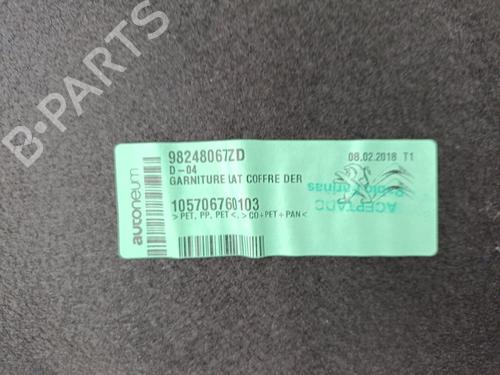 B-PARTS
autoneum
98248067ZD
D-04
GARNITURE LAT COFFRE DER
105706760103
>PET, PP, PET<,>CO+PET+PAN<
08.02.2018 T1
ACEPTADO